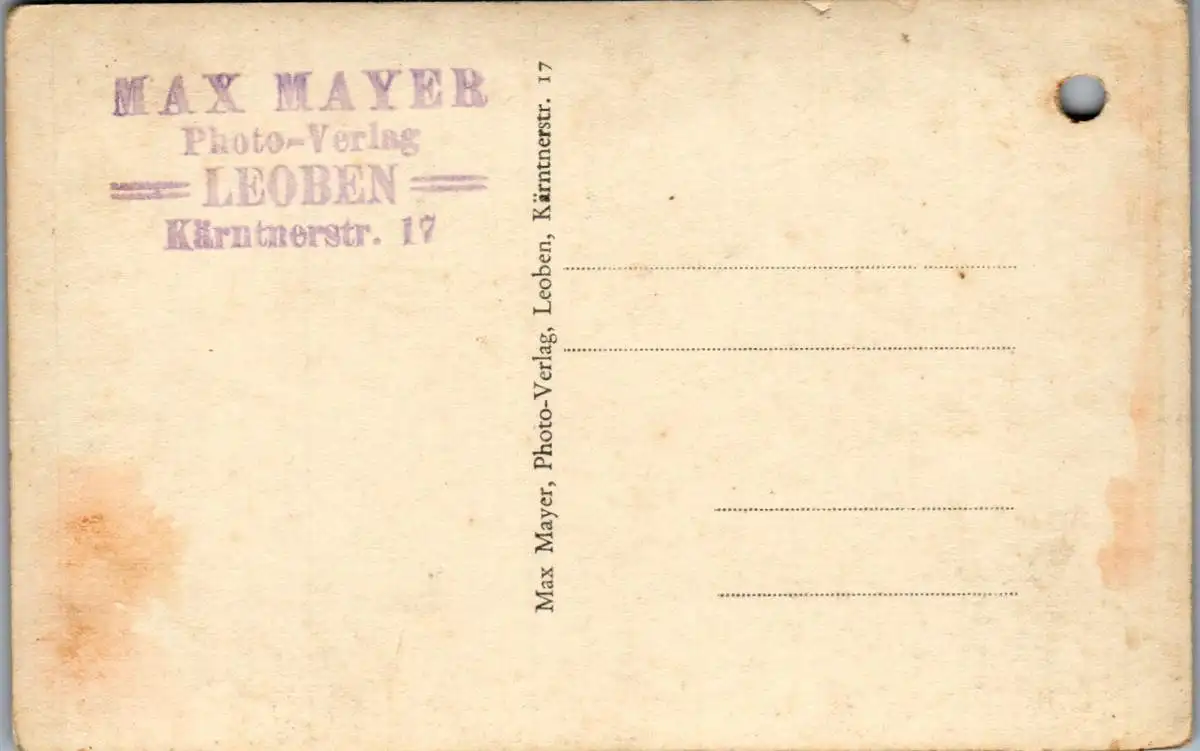 MAX MAYER
Photo-Verlag
LEOBEN
Kärntnerstr. 17
Max Mayer, Photo-Verlag, Leoben, Kärntnerstr. 17